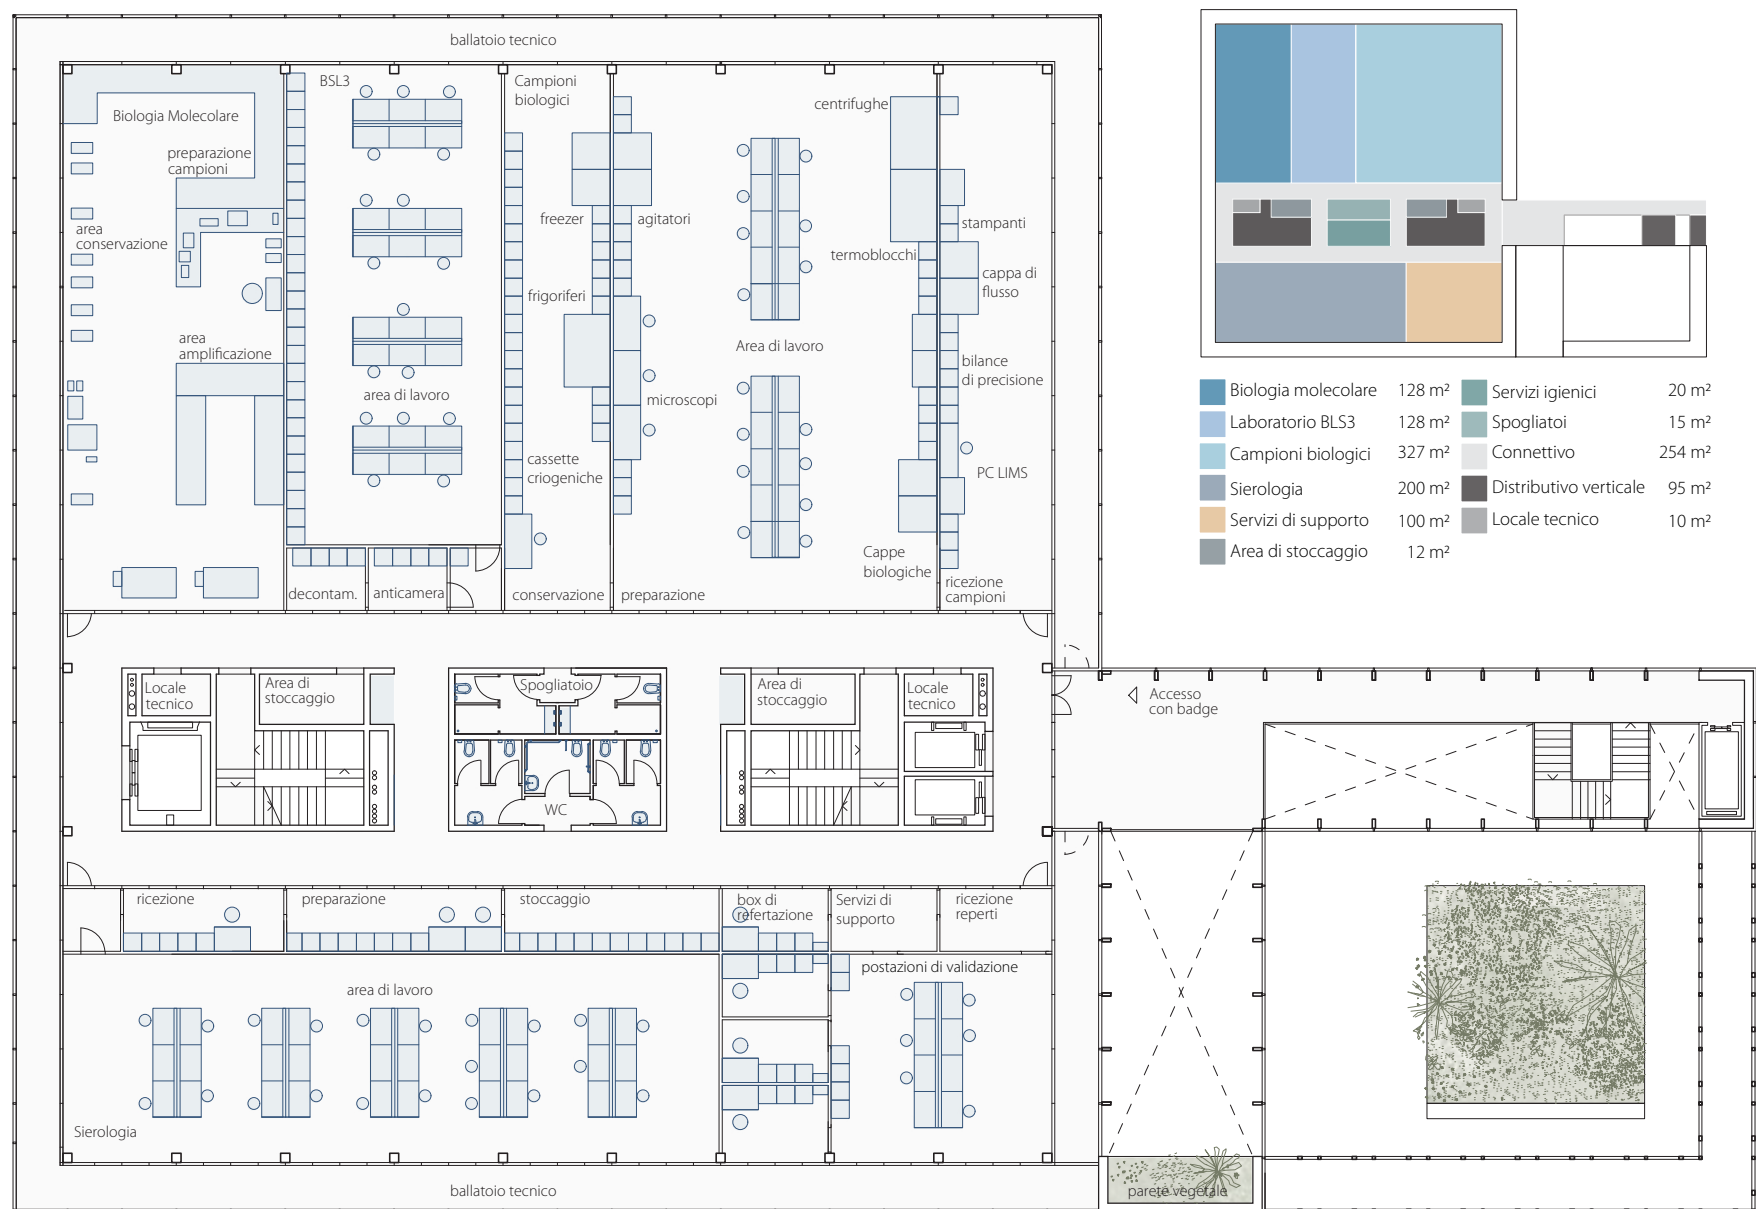 ballatoio tecnico
BSL3
Campioni
biologici
Biologia Molecolare
centrifughe
preparazione
campioni
area
conservazione
freezer
agitatori
stampanti
termoblocchi
cappa di
flusso
frigoriferi
area
amplificazione
Area di lavoro
bilance
di precisione
area di lavoro
microscopi
cassette
criogeniche
PC LIMS
Cappe
biologiche
decontam.
anticamera
conservazione
preparazione
ricezione
campioni
Biologia molecolare 128 m²
Laboratorio BLS3 128 m²
Campioni biologici 327 m²
Sierologia 200 m²
Servizi di supporto 100 m²
Area di stoccaggio 12 m²
Servizi igienici 20 m²
Spogliatoi 15 m²
Connettivo 254 m²
Distributivo verticale 95 m²
Locale tecnico 10 m²
Locale
tecnico
Area di
stoccaggio
Spogliatoio
Area di
stoccaggio
Locale
tecnico
Accesso
con badge
WC
ricezione
preparazione
stoccaggio
box di
refertazione
Servizi di
supporto
ricezione
reperti
area di lavoro
postazioni di validazione
Sierologia
ballatoio tecnico
parete vegetale